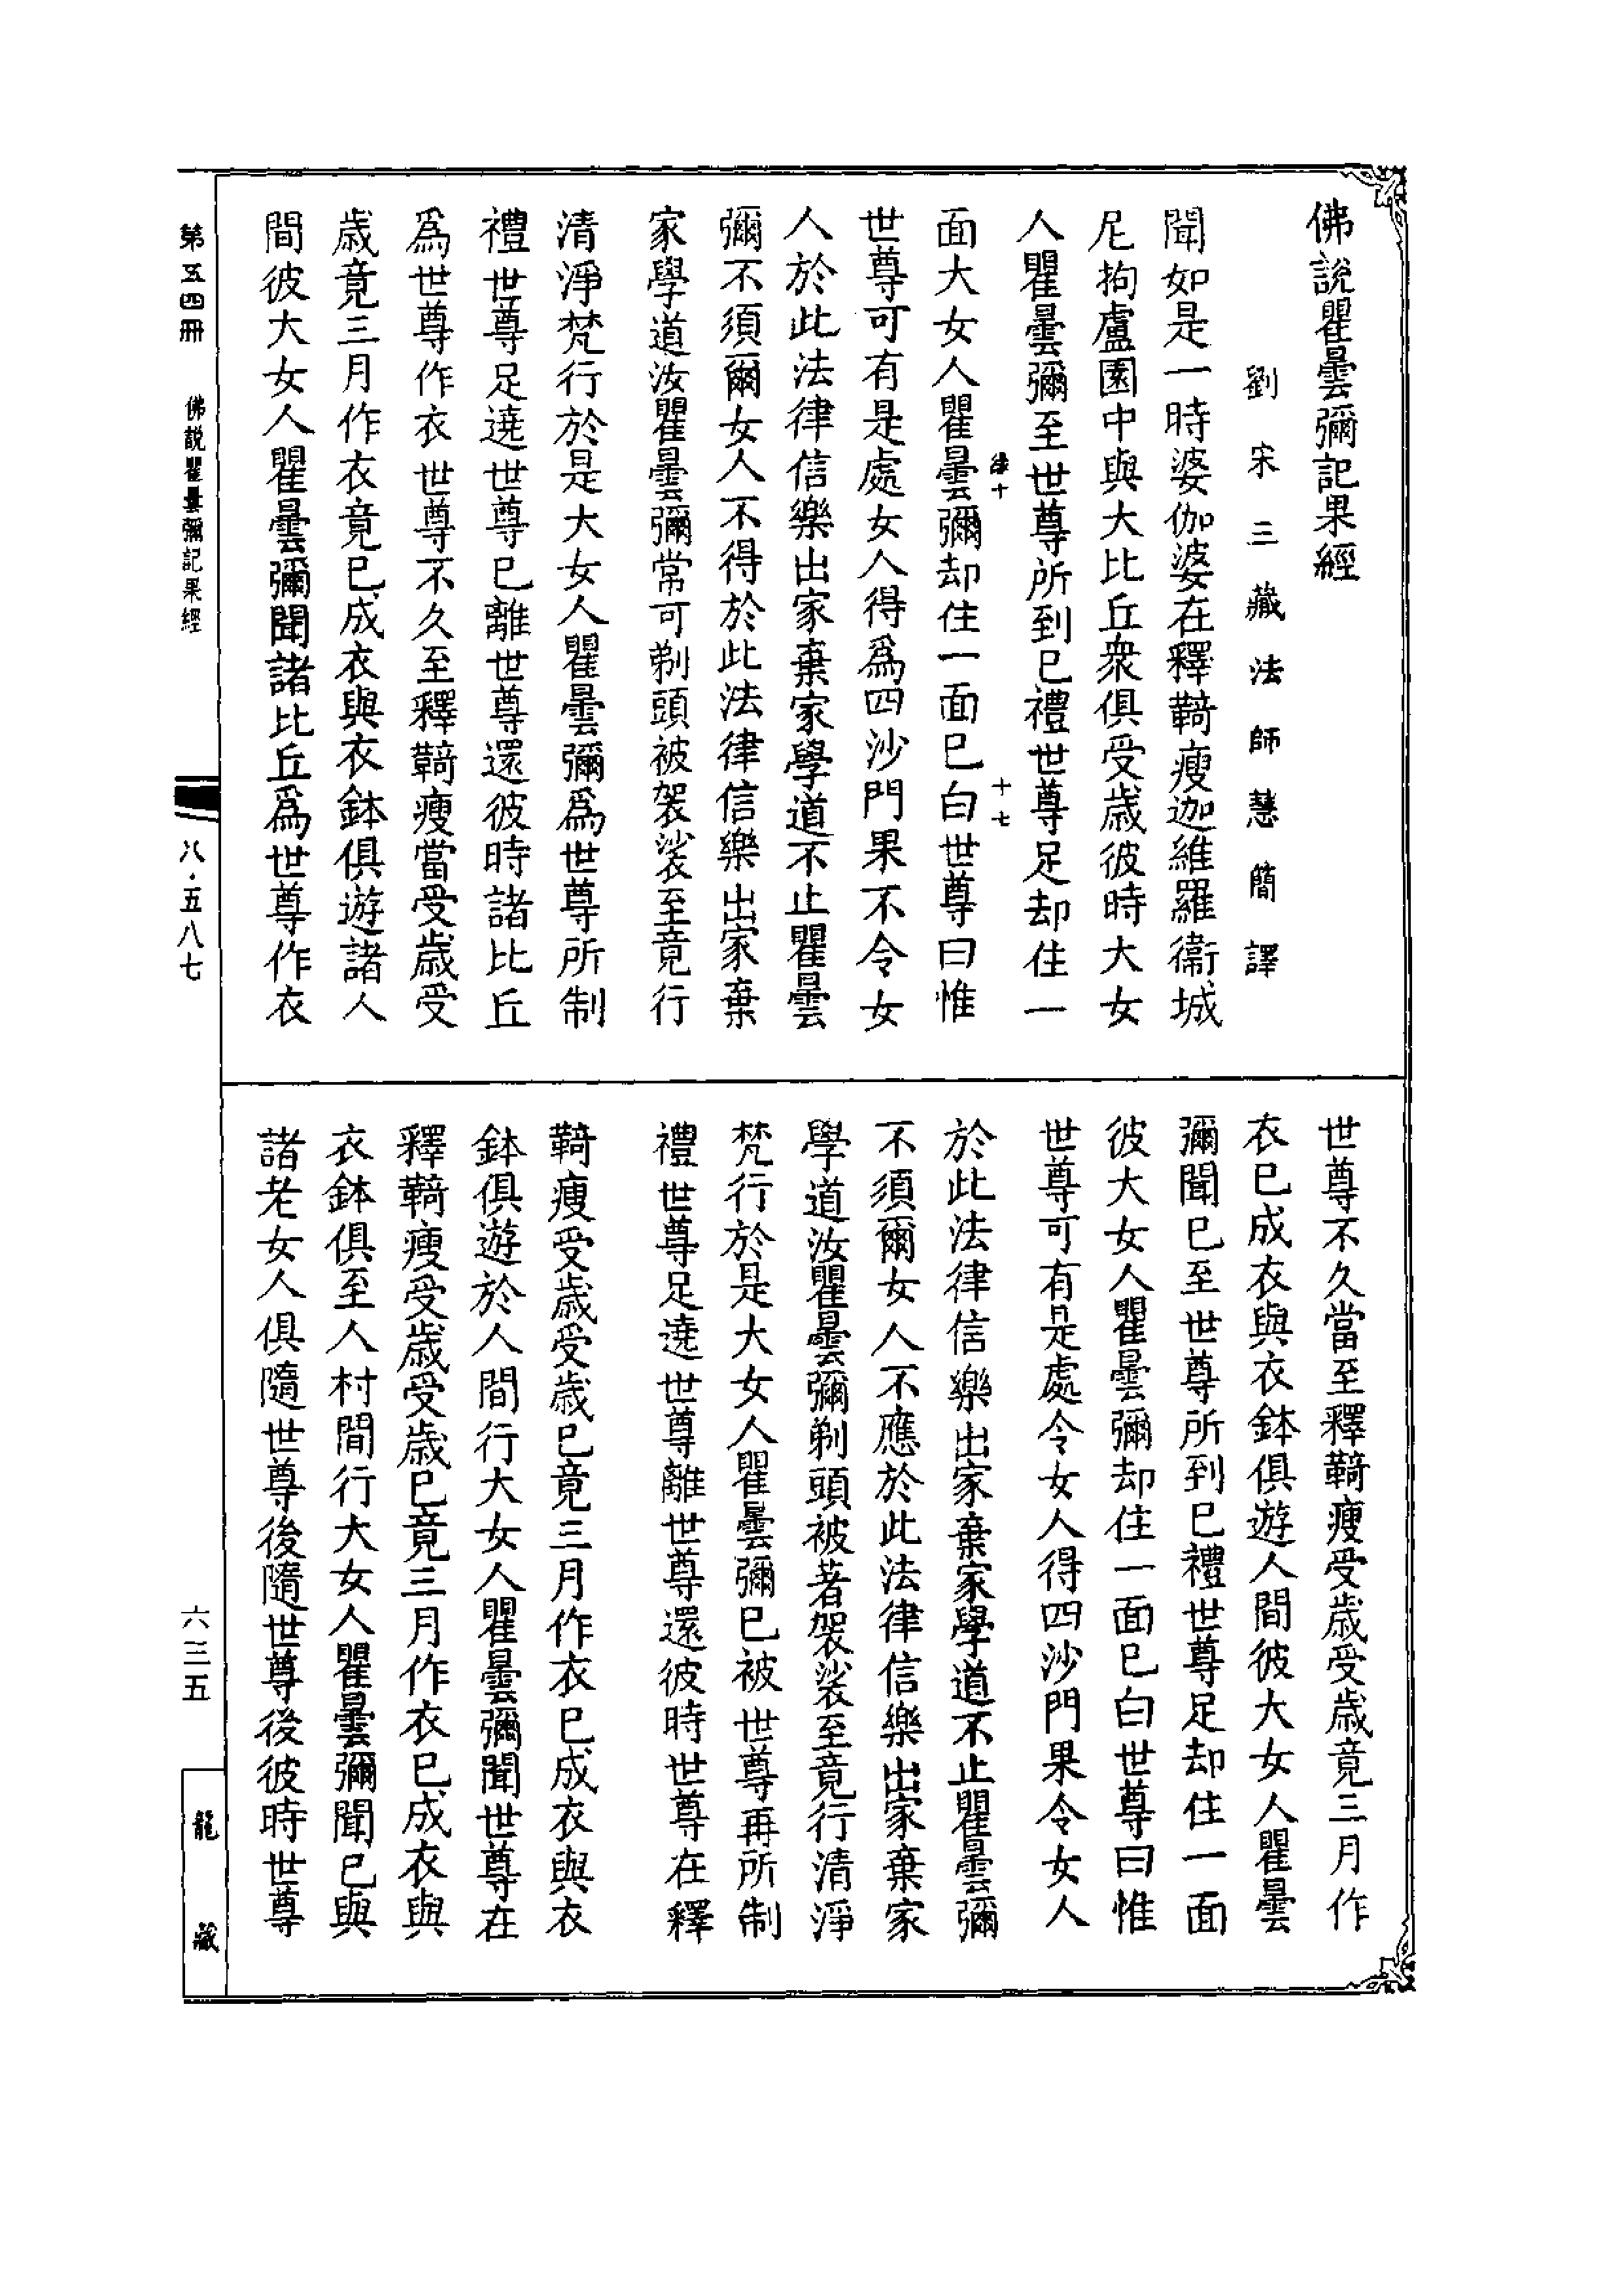 佛說瞿曇彌記果經
劉宋三藏法師慧簡譯
聞如是一時婆伽婆在釋鞫瘦迦維羅衞城
尼拘盧園中與大比丘衆俱受歲彼時大女
人瞿曇彌至世尊所到已禮世尊足却住一
面大女人瞿曇彌却住一面已白世尊曰惟
十七
世尊可有是處女人得爲四沙門果不令女
人於此法律信樂出家棄家學道不止瞿曇
彌不須爾女人不得於此法律信樂出家棄
家學道汝瞿曇彌常可剃頭被袈裟至竟行
清淨梵行於是大女人瞿曇彌爲世尊所制
禮世尊足遶世尊已離世尊還彼時諸比丘
爲世尊作衣世尊不久至釋鞫瘦當受歲受
歲竟三月作衣竟已成衣與衣鉢俱遊諸人
間彼大女人瞿曇彌聞諸比丘爲世尊作衣
世尊不久當至釋鞫瘦受歲受歲竟三月作
衣已成衣與衣鉢俱遊人間彼大女人瞿曇
彌聞已至世尊所到已禮世尊足却住一面
彼大女人瞿曇彌却住一面已白世尊曰惟
世尊可有是處令女人得四沙門果令女人
於此法律信樂出家棄家學道不止瞿曇彌
不須爾女人不應於此法律信樂出家棄家
學道汝瞿曇彌剃頭被著袈裟至竟行清淨
梵行於是大女人瞿曇彌已被世尊再所制
禮世尊足遶世尊離世尊還彼時世尊在釋
鞫瘦受歲受歲已竟三月作衣已成衣與衣
鉢俱遊於人間行大女人瞿曇彌聞世尊在
釋鞫瘦受歲受歲已竟三月作衣已成衣與
衣鉢俱至人村間行大女人瞿曇彌聞已與
諸老女人俱隨世尊後隨世尊後彼時世尊
第五四冊
佛說瞿曇彌記果經
八·五八七
六三五
龍藏